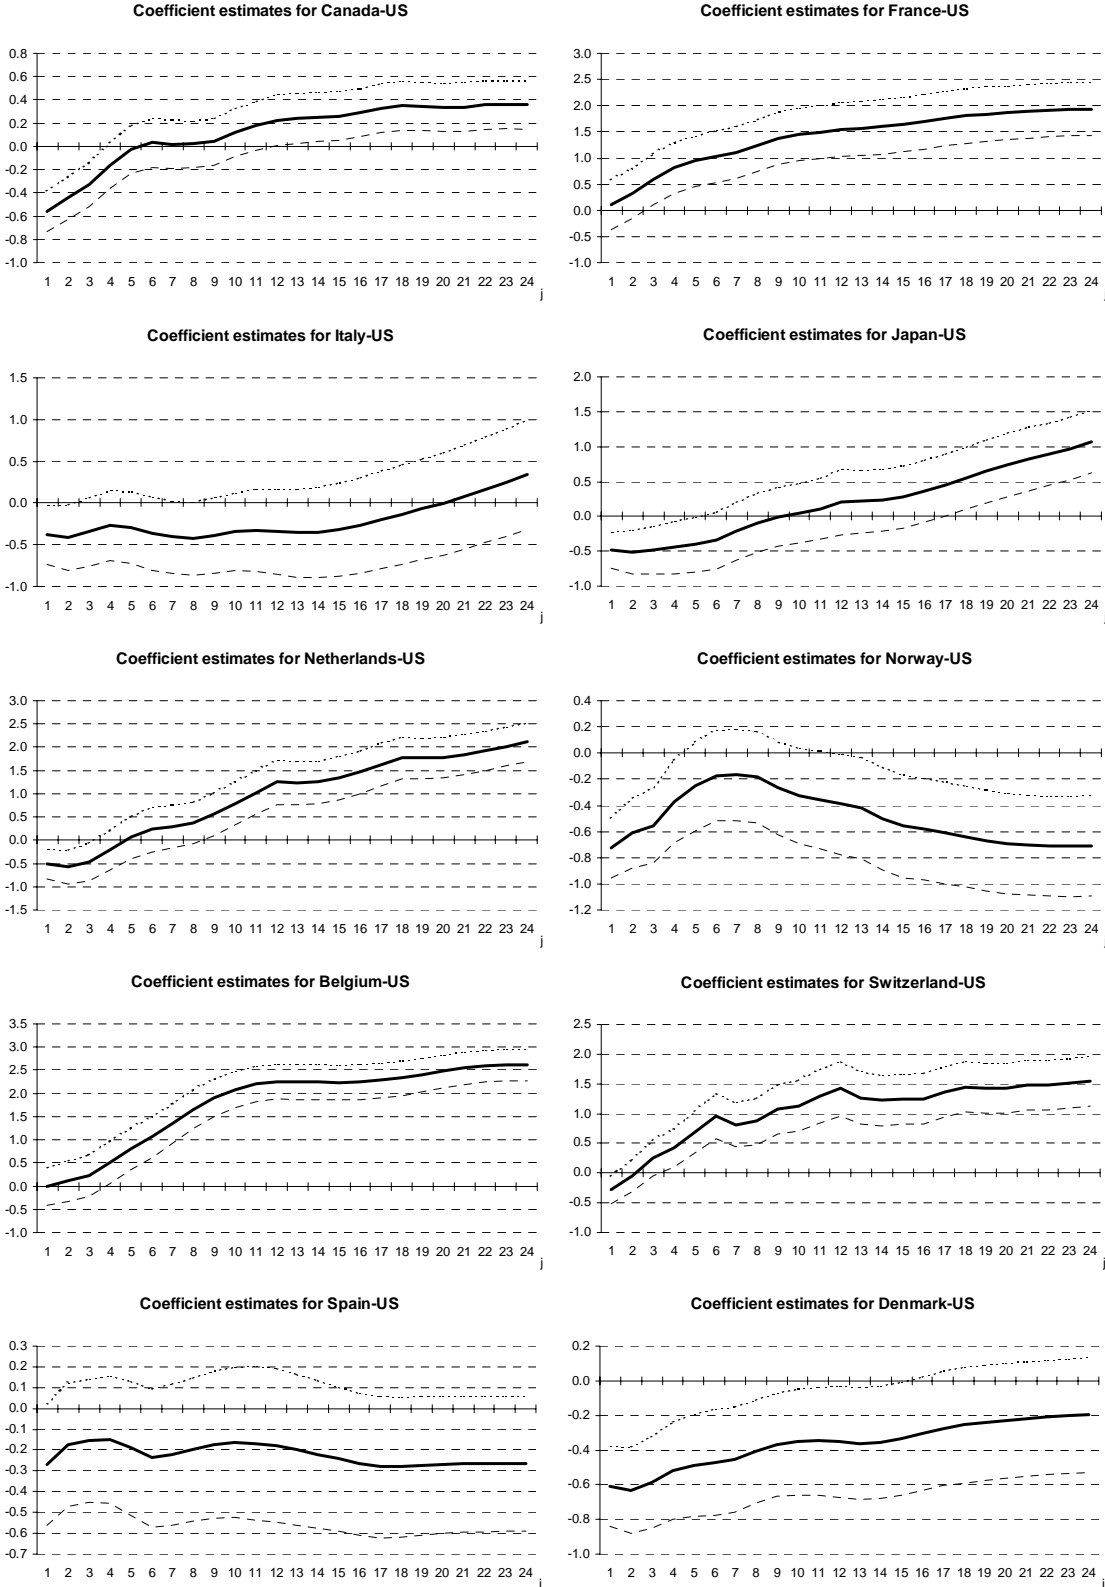 Coefficient estimates for Canada-US
0.8
0.6
0.4
0.2
0.0
-0.2
-0.4
-0.6
-0.8
-1.0
1 2 3 4 5 6 7 8 9 10 11 12 13 14 15 16 17 18 19 20 21 22 23 24
j
Coefficient estimates for France-US
3.0
2.5
2.0
1.5
1.0
0.5
0.0
-0.5
-1.0
1 2 3 4 5 6 7 8 9 10 11 12 13 14 15 16 17 18 19 20 21 22 23 24
j
Coefficient estimates for Italy-US
1.5
1.0
0.5
0.0
-0.5
-1.0
1 2 3 4 5 6 7 8 9 10 11 12 13 14 15 16 17 18 19 20 21 22 23 24
j
Coefficient estimates for Japan-US
2.0
1.5
1.0
0.5
0.0
-0.5
-1.0
1 2 3 4 5 6 7 8 9 10 11 12 13 14 15 16 17 18 19 20 21 22 23 24
j
Coefficient estimates for Netherlands-US
3.0
2.5
2.0
1.5
1.0
0.5
0.0
-0.5
-1.0
-1.5
1 2 3 4 5 6 7 8 9 10 11 12 13 14 15 16 17 18 19 20 21 22 23 24
j
Coefficient estimates for Norway-US
0.4
0.2
0.0
-0.2
-0.4
-0.6
-0.8
-1.0
-1.2
1 2 3 4 5 6 7 8 9 10 11 12 13 14 15 16 17 18 19 20 21 22 23 24
j
Coefficient estimates for Belgium-US
3.5
3.0
2.5
2.0
1.5
1.0
0.5
0.0
-0.5
-1.0
1 2 3 4 5 6 7 8 9 10 11 12 13 14 15 16 17 18 19 20 21 22 23 24
j
Coefficient estimates for Switzerland-US
2.5
2.0
1.5
1.0
0.5
0.0
-0.5
-1.0
1 2 3 4 5 6 7 8 9 10 11 12 13 14 15 16 17 18 19 20 21 22 23 24
j
Coefficient estimates for Spain-US
0.3
0.2
0.1
0.0
-0.1
-0.2
-0.3
-0.4
-0.5
-0.6
-0.7
1 2 3 4 5 6 7 8 9 10 11 12 13 14 15 16 17 18 19 20 21 22 23 24
j
Coefficient estimates for Denmark-US
0.2
0.0
-0.2
-0.4
-0.6
-0.8
-1.0
1 2 3 4 5 6 7 8 9 10 11 12 13 14 15 16 17 18 19 20 21 22 23 24
j